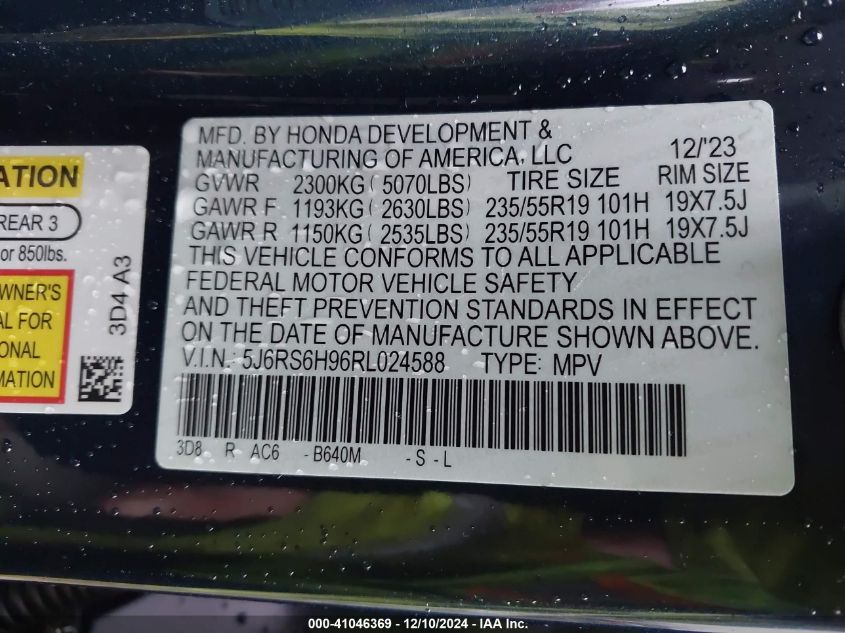 ATION
REAR 3
or 850lbs.
WNER'S
AL FOR
ONAL
MATION
3D4 A3
MFD. BY HONDA DEVELOPMENT &
MANUFACTURING OF AMERICA, LLC 12/'23
GVWR 2300KG ( 5070LBS) TIRE SIZE RIM SIZE
GAWR F 1193KG ( 2630LBS) 235/55R19 101H 19X7.5J
GAWR R 1150KG ( 2535LBS) 235/55R19 101H 19X7.5J
THIS VEHICLE CONFORMS TO ALL APPLICABLE
FEDERAL MOTOR VEHICLE SAFETY
AND THEFT PREVENTION STANDARDS IN EFFECT
ON THE DATE OF MANUFACTURE SHOWN ABOVE.
V.I.N.: 5J6RS6H96RL024588 TYPE: MPV
3D8 R AC6 -B640M -S-L
000-41046369 - 12/10/2024 - IAA Inc.